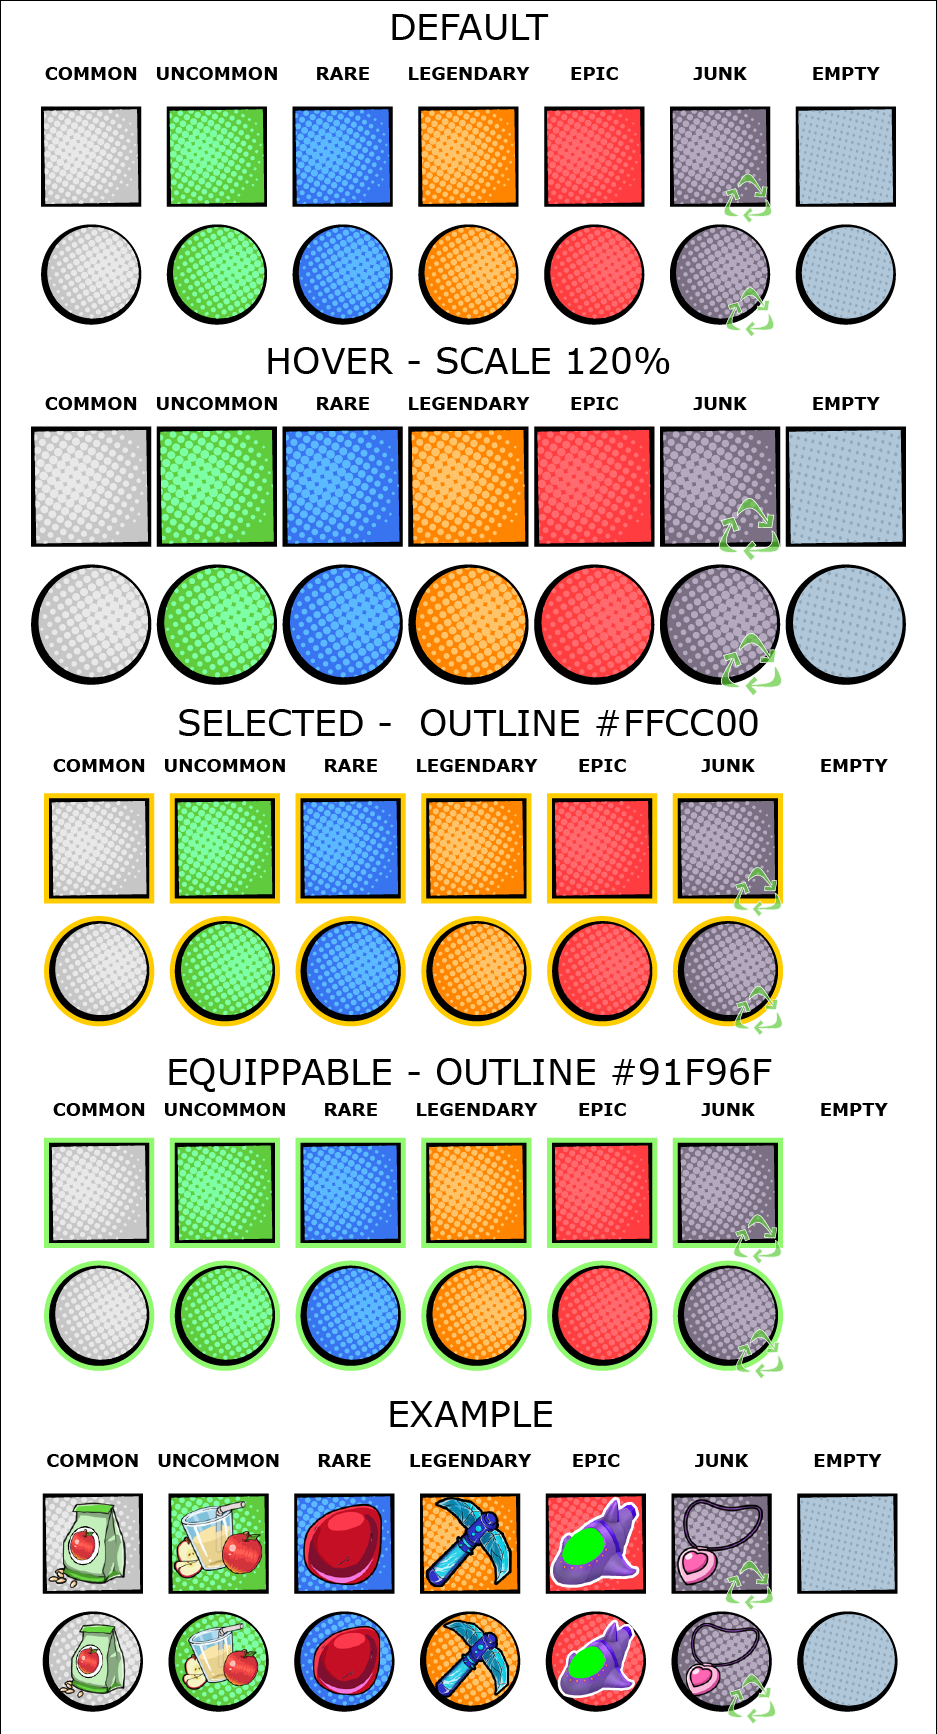 DEFAULT
COMMON UNCOMMON RARE LEGENDARY EPIC JUNK EMPTY
HOVER - SCALE 120%
COMMON UNCOMMON RARE LEGENDARY EPIC JUNK EMPTY
SELECTED -  OUTLINE #FFCC00
COMMON UNCOMMON RARE LEGENDARY EPIC JUNK EMPTY
EQUIPPABLE - OUTLINE #91F96F
COMMON UNCOMMON RARE LEGENDARY EPIC JUNK EMPTY
EXAMPLE
COMMON UNCOMMON RARE LEGENDARY EPIC JUNK EMPTY